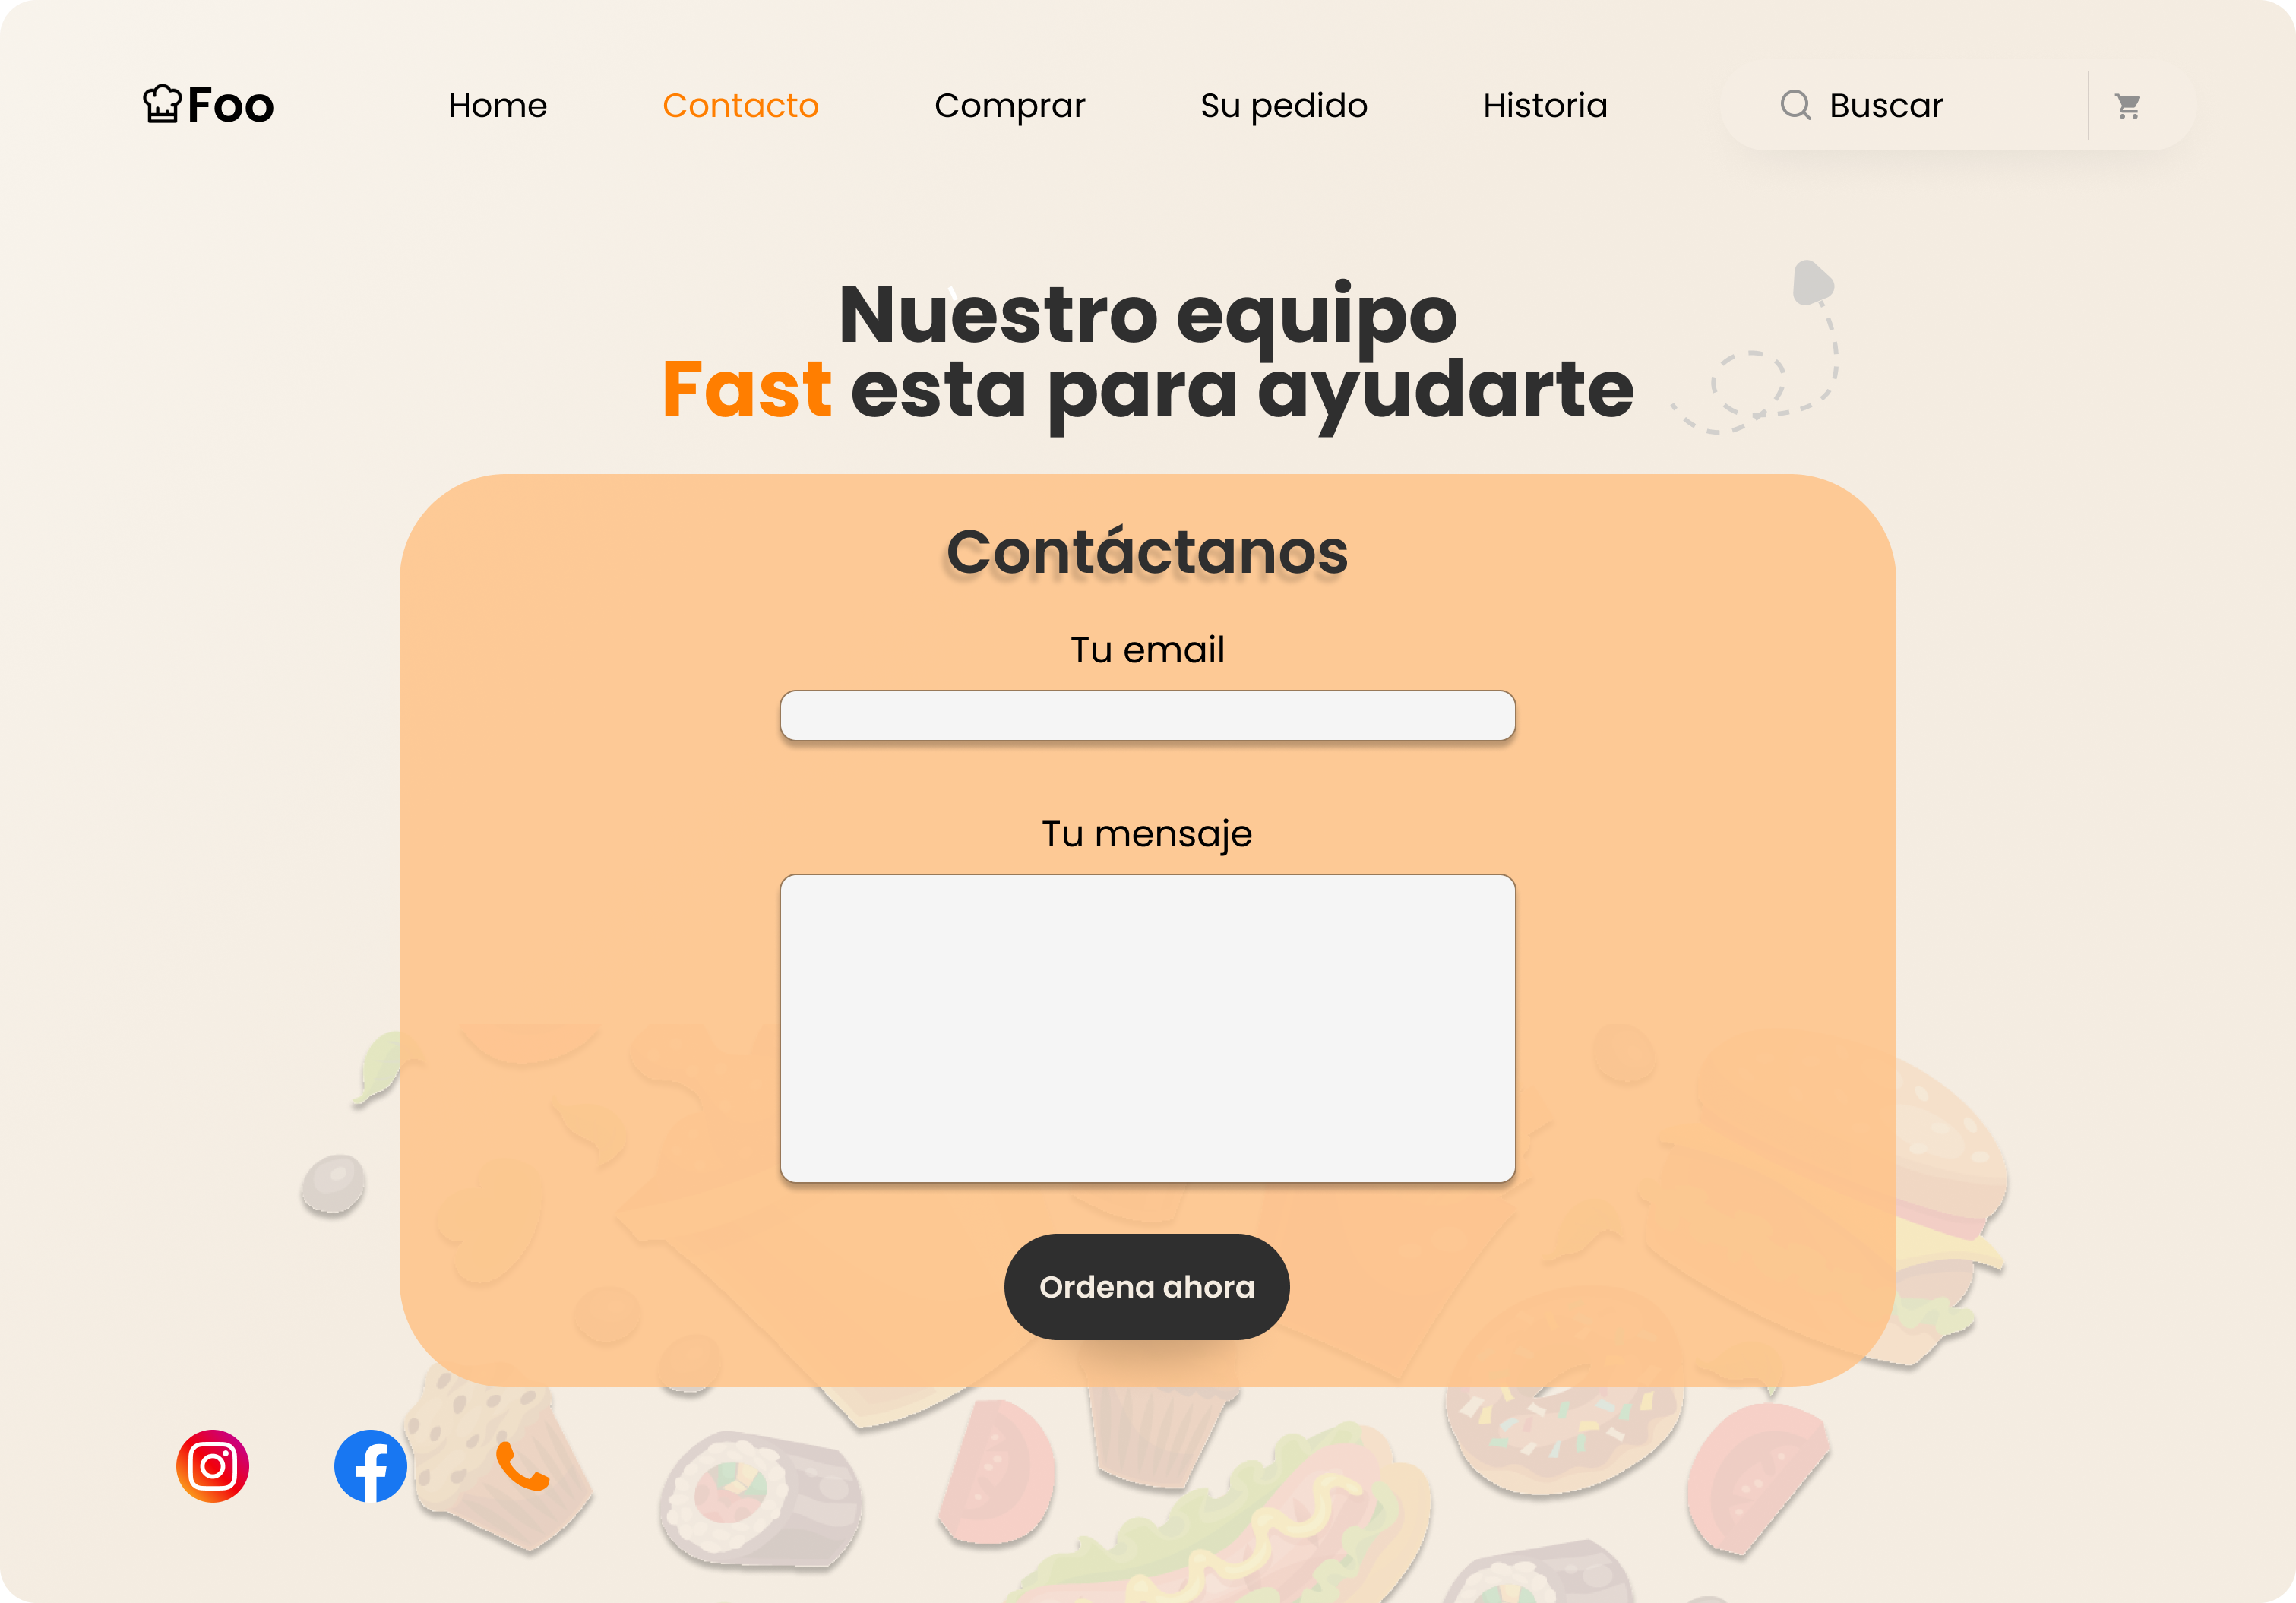 Foo
Home
Contacto
Comprar
Su pedido
Historia
Buscar
Nuestro equipo
Fast esta para ayudarte
Contáctanos
Tu email
Tu mensaje
Ordena ahora